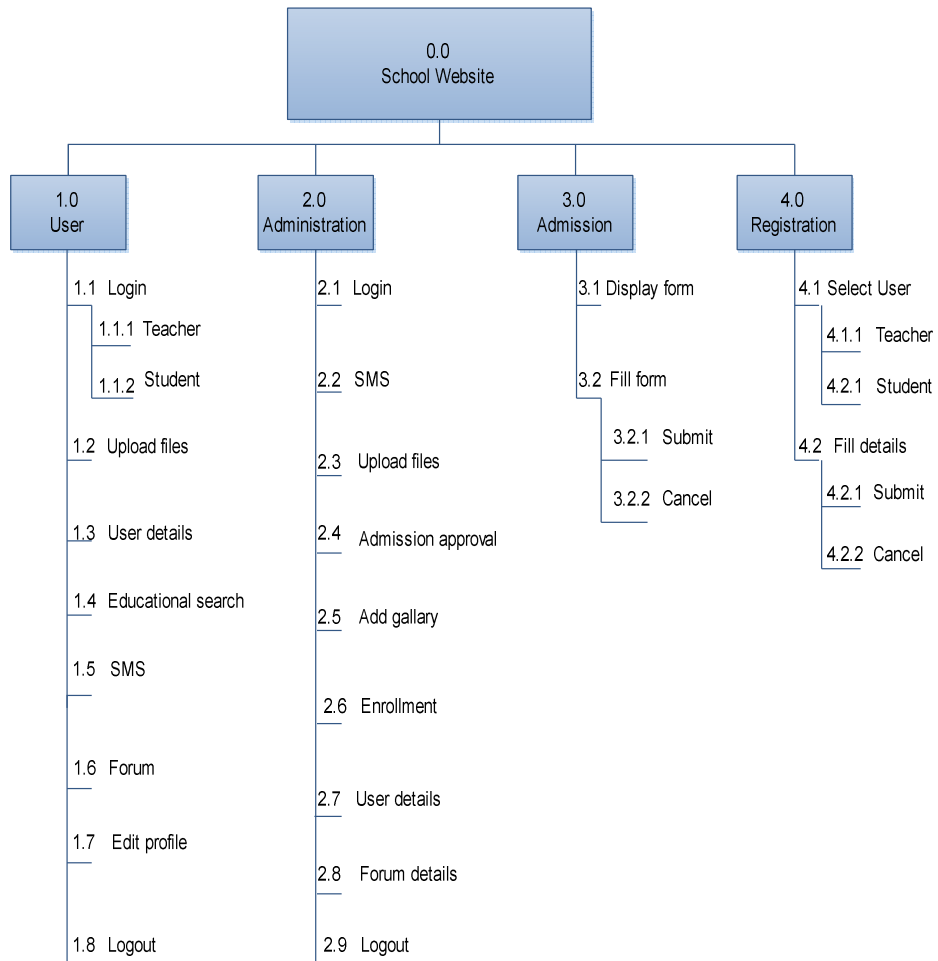 0.0
School Website
1.0
User
1.1 Login
1.1.1 Teacher
1.1.2 Student
1.2 Upload files
1.3 User details
1.4 Educational search
1.5 SMS
1.6 Forum
1.7 Edit profile
1.8 Logout
2.0
Administration
2.1 Login
2.2 SMS
2.3 Upload files
2.4 Admission approval
2.5 Add gallary
2.6 Enrollment
2.7 User details
2.8 Forum details
2.9 Logout
3.0
Admission
3.1 Display form
3.2 Fill form
3.2.1 Submit
3.2.2 Cancel
4.0
Registration
4.1 Select User
4.1.1 Teacher
4.2.1 Student
4.2 Fill details
4.2.1 Submit
4.2.2 Cancel